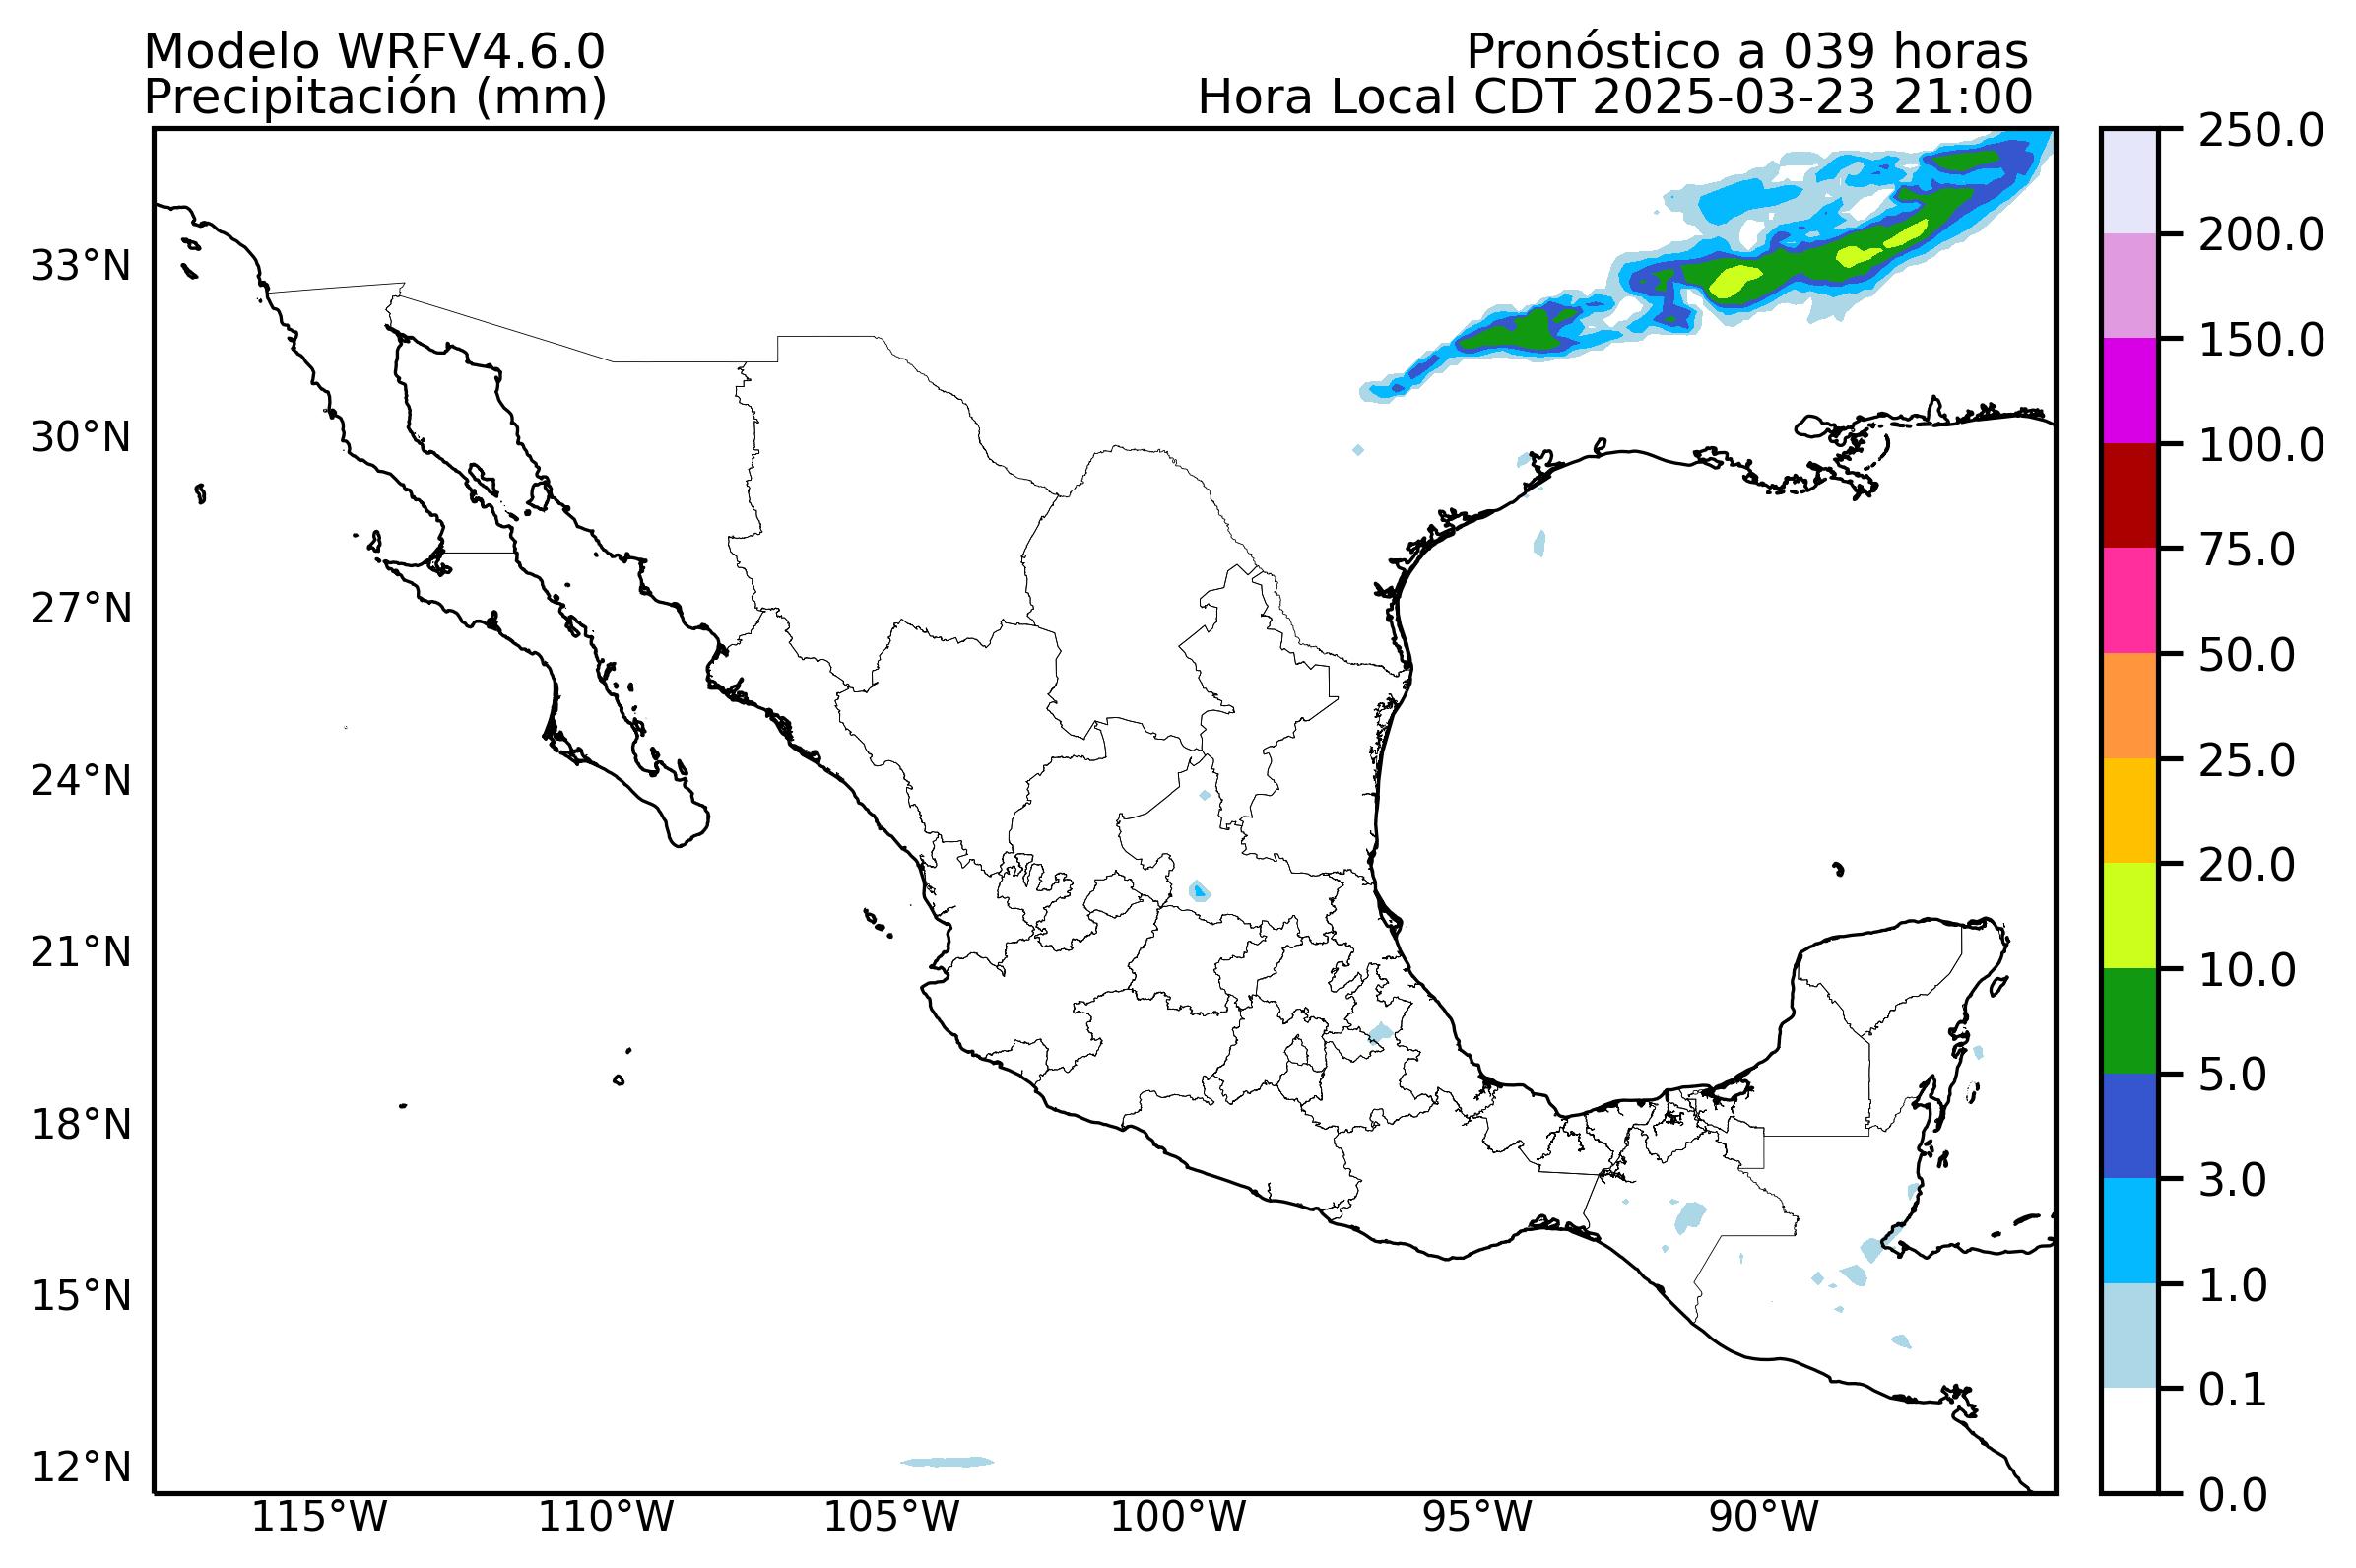 Modelo WRFV4.6.0
Precipitación (mm)
Pronóstico a 039 horas
Hora Local CDT 2025-03-23 21:00
33°N
30°N
27°N
24°N
21°N
18°N
15°N
12°N
115°W
110°W
105°W
100°W
95°W
90°W
250.0
200.0
150.0
100.0
75.0
50.0
25.0
20.0
10.0
5.0
3.0
1.0
0.1
0.0